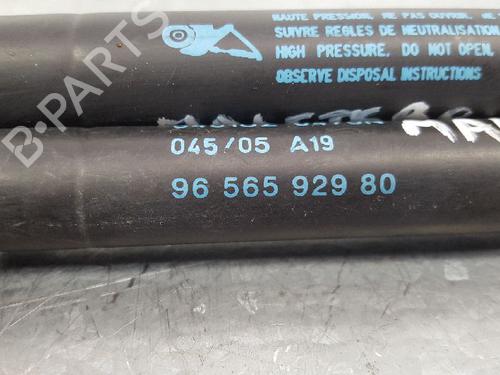 HAUTE PRESSION, NE PAS OUVRIR.
SUIVRE REGLES DE NEUTRALISATION
HIGH PRESSURE, DO NOT OPEN.
OBSERVE DISPOSAL INSTRUCTIONS
045/05 A19
96 565 929 80
B-PARTS